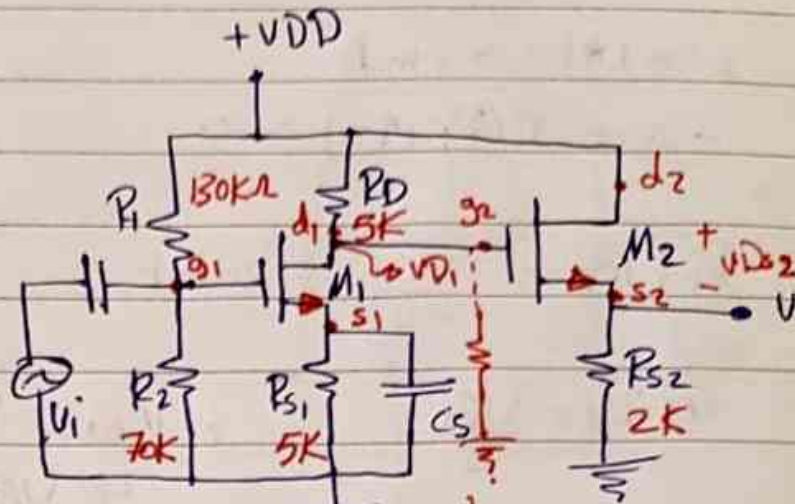 +VDD
R1 130KΩ
RD
5K
d1
g1
VD1
M1
s1
g2
d2
M2
+
VDS2
-
s2
V
Vi
R2
70K
RS1
5K
CS
?
RS2
2K